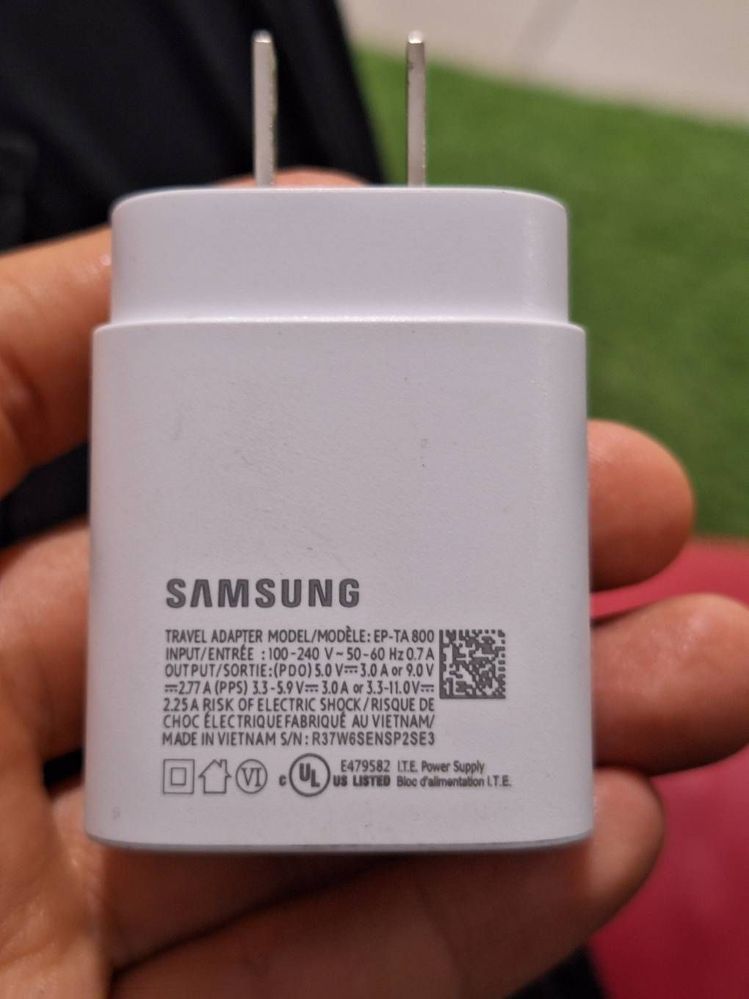 SAMSUNG
TRAVEL ADAPTER MODEL/MODÈLE: EP-TA 800
INPUT/ENTRÉE : 100-240 V ~ 50-60 Hz 0.7 A
OUTPUT/SORTIE:(PDO) 5.0 V⎓ 3.0 A or 9.0 V
⎓2.77 A (PPS) 3.3-5.9V⎓ 3.0 A or 3.3-11.0V⎓
2.25 A RISK OF ELECTRIC SHOCK/RISQUE DE
CHOC ÉLECTRIQUE FABRIQUÉ AU VIETNAM/
MADE IN VIETNAM S/N: R37W6SENSP2SE3
VI c UL US LISTED E479582 I.T.E. Power Supply
Bloc d'alimentation I.T.E.